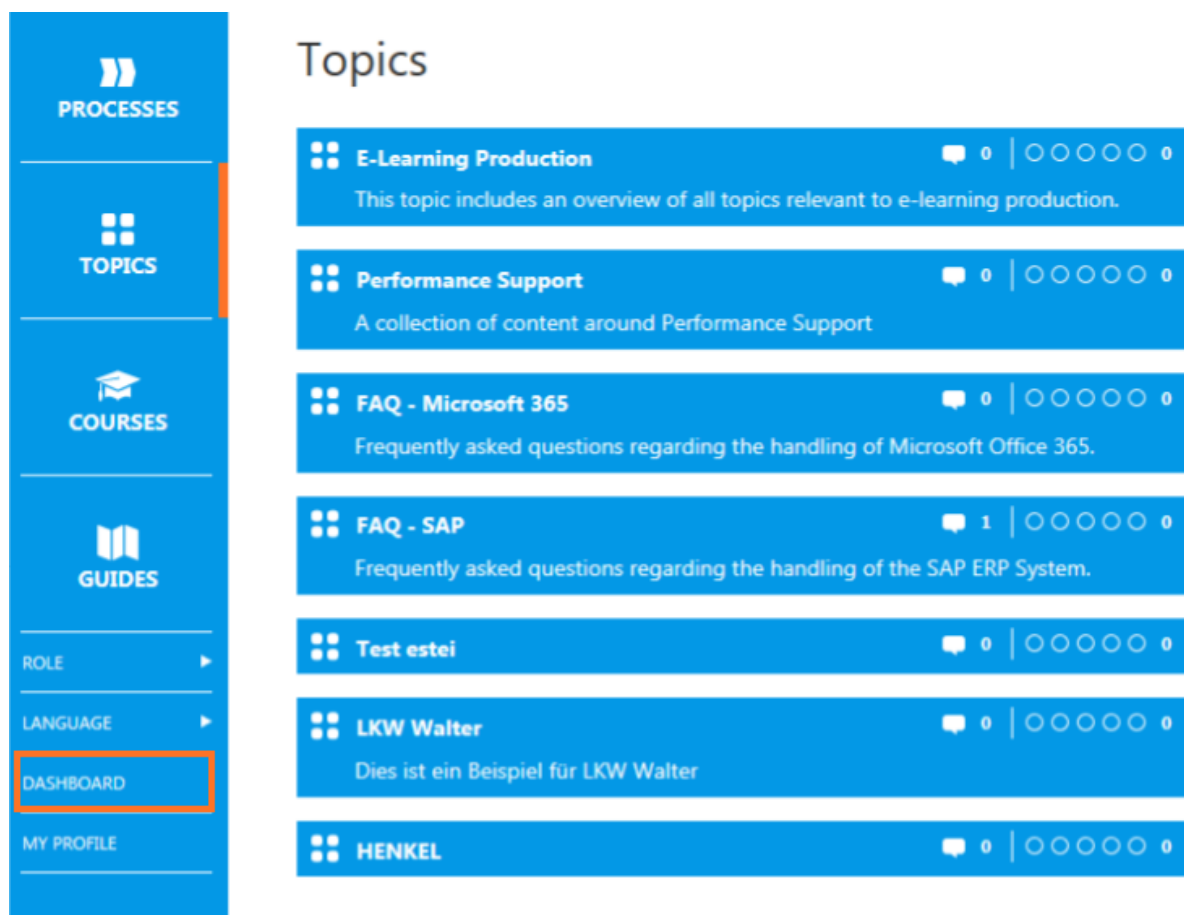 PROCESSES
TOPICS
COURSES
GUIDES
ROLE
LANGUAGE
DASHBOARD
MY PROFILE
Topics
E-Learning Production 0 0
This topic includes an overview of all topics relevant to e-learning production.
Performance Support 0 0
A collection of content around Performance Support
FAQ - Microsoft 365 0 0
Frequently asked questions regarding the handling of Microsoft Office 365.
FAQ - SAP 1 0
Frequently asked questions regarding the handling of the SAP ERP System.
Test estei 0 0
LKW Walter 0 0
Dies ist ein Beispiel für LKW Walter
HENKEL 0 0